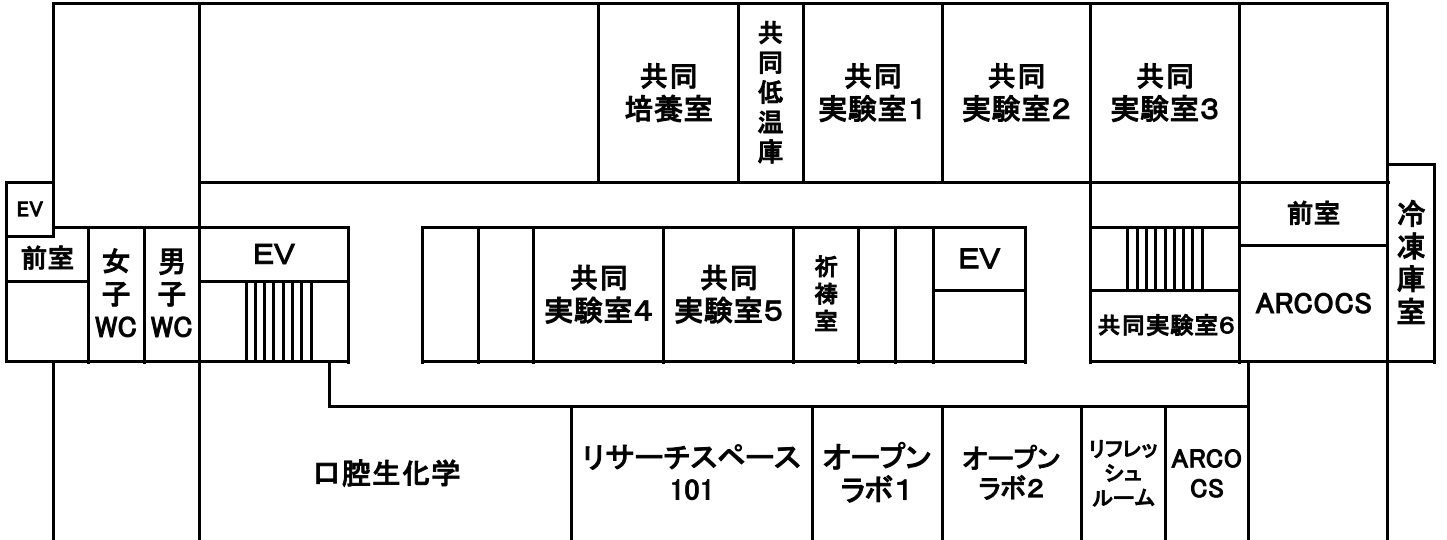 共同
培養室
共同低温庫
共同
実験室1
共同
実験室2
共同
実験室3
EV
前室
女子
WC
男子
WC
EV
共同
実験室4
共同
実験室5
祈祷室
EV
共同実験室6
前室
ARCOCS
冷凍庫室
口腔生化学
リサーチスペース
101
オープン
ラボ1
オープン
ラボ2
リフレッ
シュ
ルーム
ARCO
CS